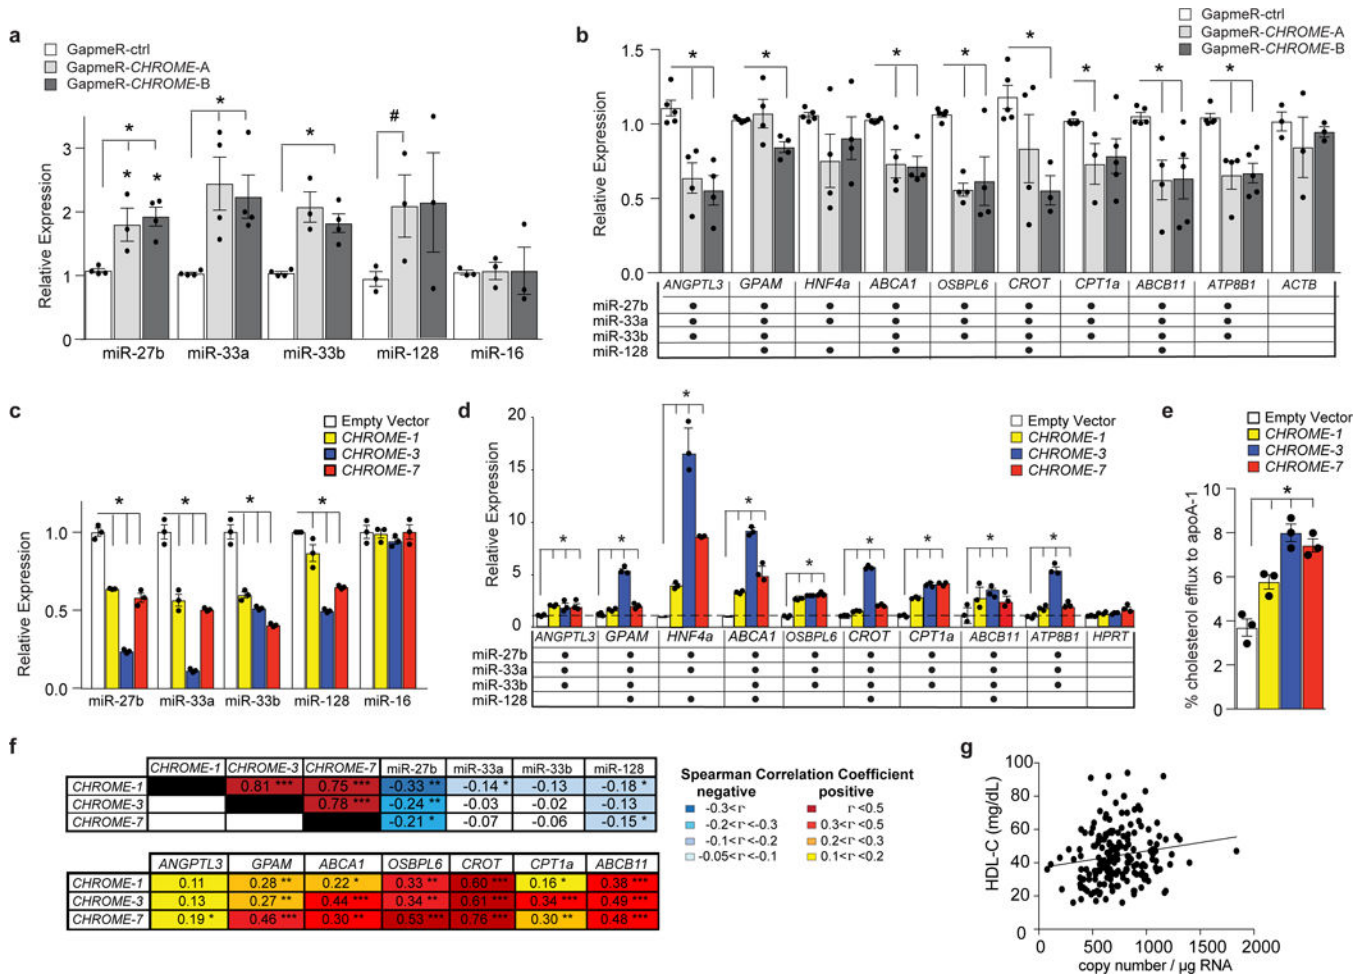 a
GapmeR-ctrl
GapmeR-CHROME-A
GapmeR-CHROME-B
Relative Expression
3
2
1
0
* * * * * #
miR-27b miR-33a miR-33b miR-128 miR-16
b
GapmeR-ctrl
GapmeR-CHROME-A
GapmeR-CHROME-B
Relative Expression
1.5
1.0
0.5
0.0
* * * * * * * *
ANGPTL3 GPAM HNF4a ABCA1 OSBPL6 CROT CPT1a ABCB11 ATP8B1 ACTB
miR-27b
miR-33a
miR-33b
miR-128
c
Empty Vector
CHROME-1
CHROME-3
CHROME-7
Relative Expression
1.0
0.5
0.0
* * * *
miR-27b miR-33a miR-33b miR-128 miR-16
d
Empty Vector
CHROME-1
CHROME-3
CHROME-7
Relative Expression
20
15
10
5
0
* * * * * * * * *
ANGPTL3 GPAM HNF4a ABCA1 OSBPL6 CROT CPT1a ABCB11 ATP8B1 HPRT
miR-27b
miR-33a
miR-33b
miR-128
e
Empty Vector
CHROME-1
CHROME-3
CHROME-7
% cholesterol efflux to apoA-1
10
8
6
4
2
0
*
f
CHROME-1 CHROME-3 CHROME-7 miR-27b miR-33a miR-33b miR-128
CHROME-1 0.81 *** 0.75 *** -0.33 ** -0.14 * -0.13 -0.18 *
CHROME-3 0.78 *** -0.24 ** -0.03 -0.02 -0.13
CHROME-7 -0.21 * -0.07 -0.06 -0.15 *
ANGPTL3 GPAM ABCA1 OSBPL6 CROT CPT1a ABCB11
CHROME-1 0.11 0.28 ** 0.22 * 0.33 ** 0.60 *** 0.16 * 0.38 ***
CHROME-3 0.13 0.27 ** 0.44 *** 0.34 ** 0.61 *** 0.34 *** 0.49 ***
CHROME-7 0.19 * 0.46 *** 0.30 ** 0.53 *** 0.76 *** 0.30 ** 0.48 ***
Spearman Correlation Coefficient
negative positive
-0.3<r r <0.5
-0.2<r<-0.3 0.3<r <0.5
-0.1<r<-0.2 0.2<r <0.3
-0.05<r<-0.1 0.1<r <0.2
g
HDL-C (mg/dL)
100
80
60
40
20
0
0 500 1000 1500 2000
copy number / µg RNA